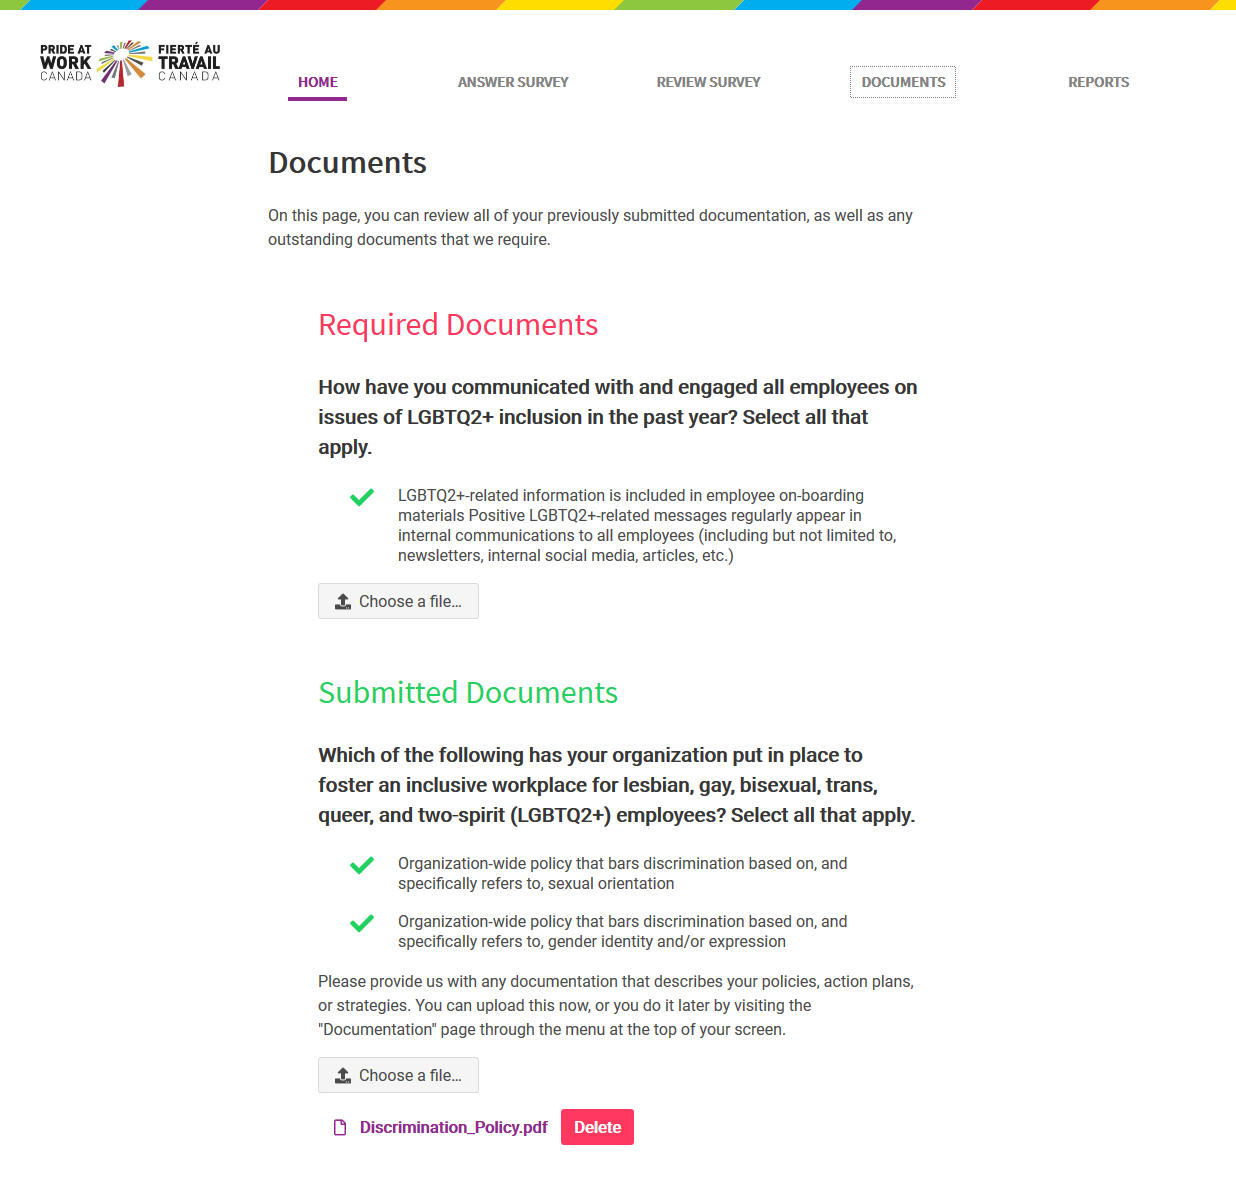 PRIDE AT
WORK
CANADA
FIERTÉ AU
TRAVAIL
CANADA
HOME
ANSWER SURVEY
REVIEW SURVEY
DOCUMENTS
REPORTS
Documents
On this page, you can review all of your previously submitted documentation, as well as any
outstanding documents that we require.
Required Documents
How have you communicated with and engaged all employees on
issues of LGBTQ2+ inclusion in the past year? Select all that
apply.
LGBTQ2+-related information is included in employee on-boarding
materials Positive LGBTQ2+-related messages regularly appear in
internal communications to all employees (including but not limited to,
newsletters, internal social media, articles, etc.)
Choose a file...
Submitted Documents
Which of the following has your organization put in place to
foster an inclusive workplace for lesbian, gay, bisexual, trans,
queer, and two-spirit (LGBTQ2+) employees? Select all that apply.
Organization-wide policy that bars discrimination based on, and
specifically refers to, sexual orientation
Organization-wide policy that bars discrimination based on, and
specifically refers to, gender identity and/or expression
Please provide us with any documentation that describes your policies, action plans,
or strategies. You can upload this now, or you do it later by visiting the
"Documentation" page through the menu at the top of your screen.
Choose a file...
Discrimination_Policy.pdf
Delete